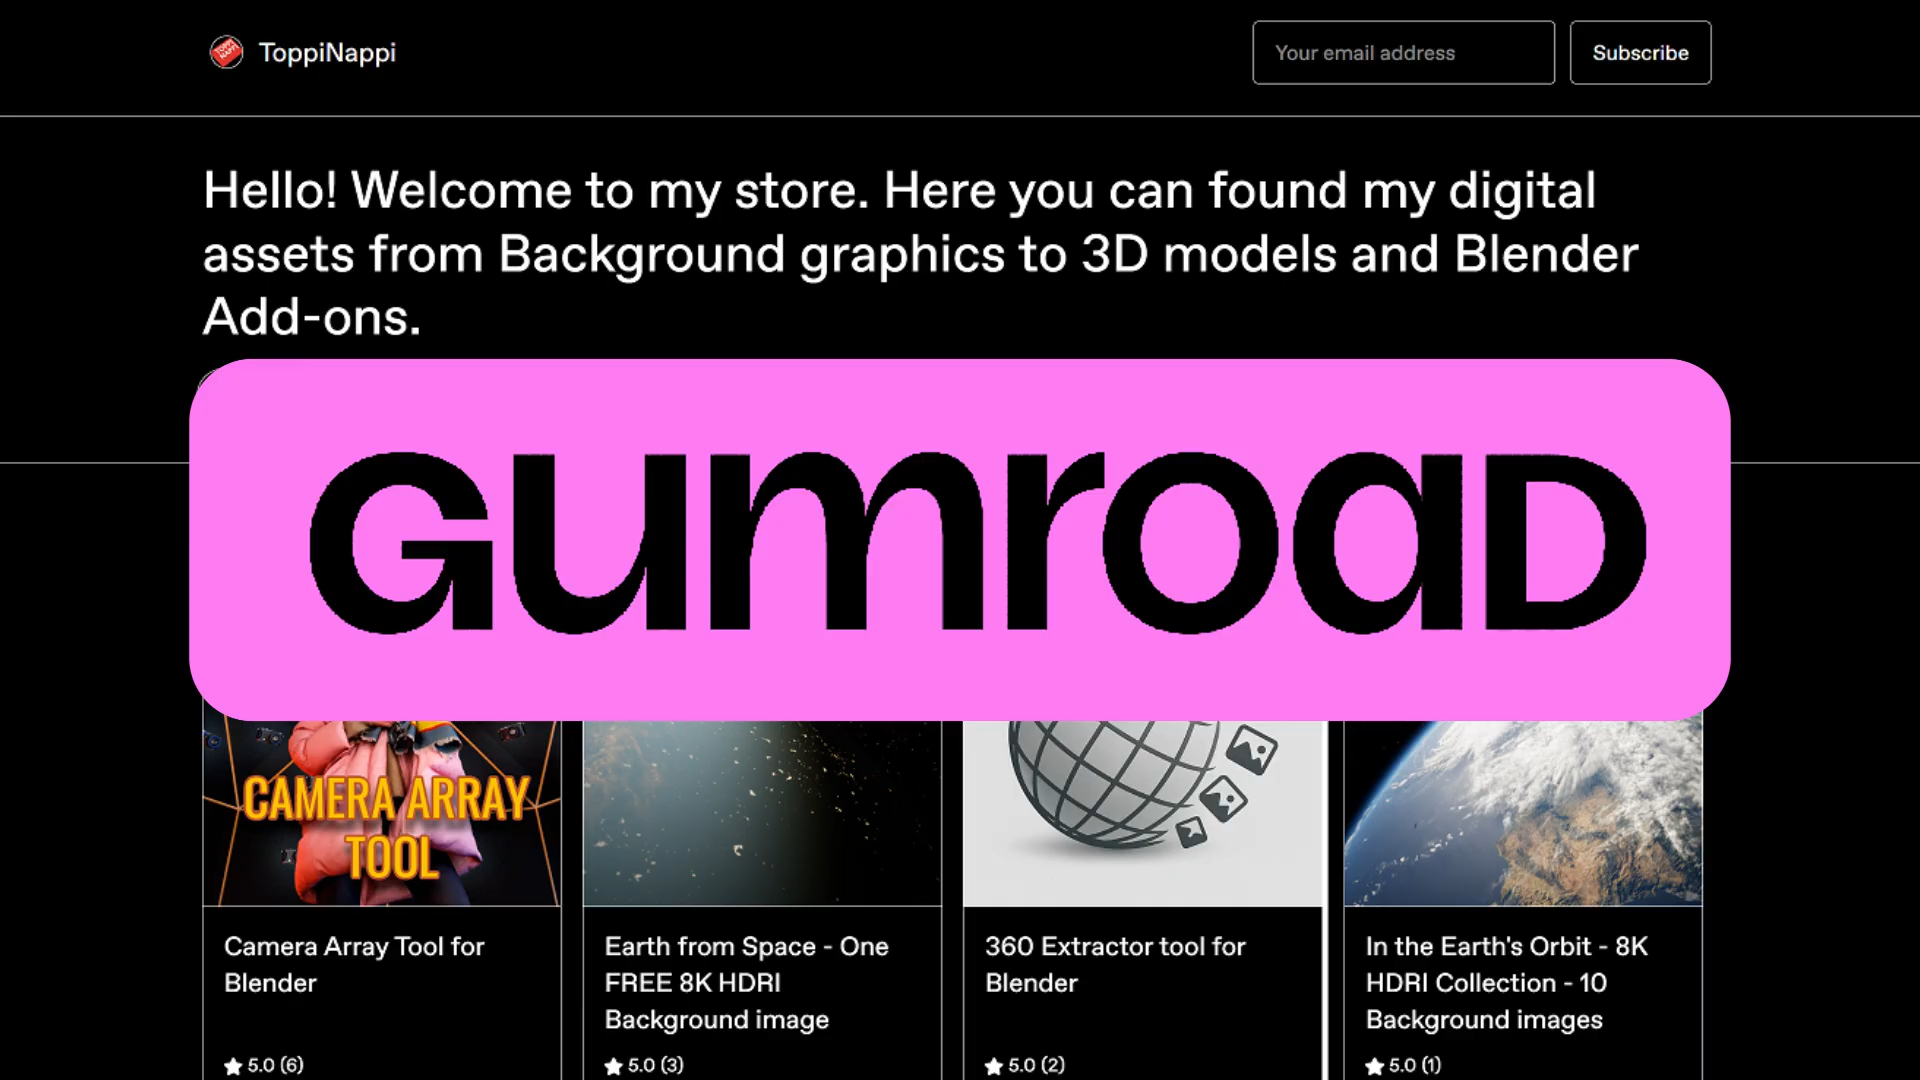 ToppiNappi
Your email address
Subscribe
Hello! Welcome to my store. Here you can found my digital
assets from Background graphics to 3D models and Blender
Add-ons.
Gumroad
CAMERA ARRAY
TOOL
Camera Array Tool for
Blender
5.0 (6)
Earth from Space - One
FREE 8K HDRI
Background image
5.0 (3)
360 Extractor tool for
Blender
5.0 (2)
In the Earth's Orbit - 8K
HDRI Collection - 10
Background images
5.0 (1)